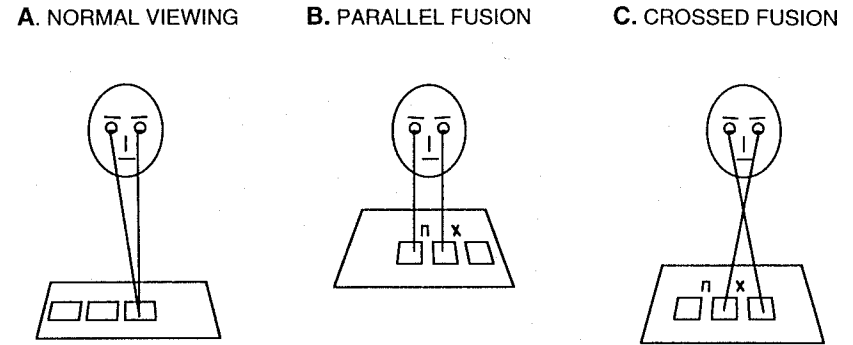 A. NORMAL VIEWING
B. PARALLEL FUSION
C. CROSSED FUSION
п x
п x